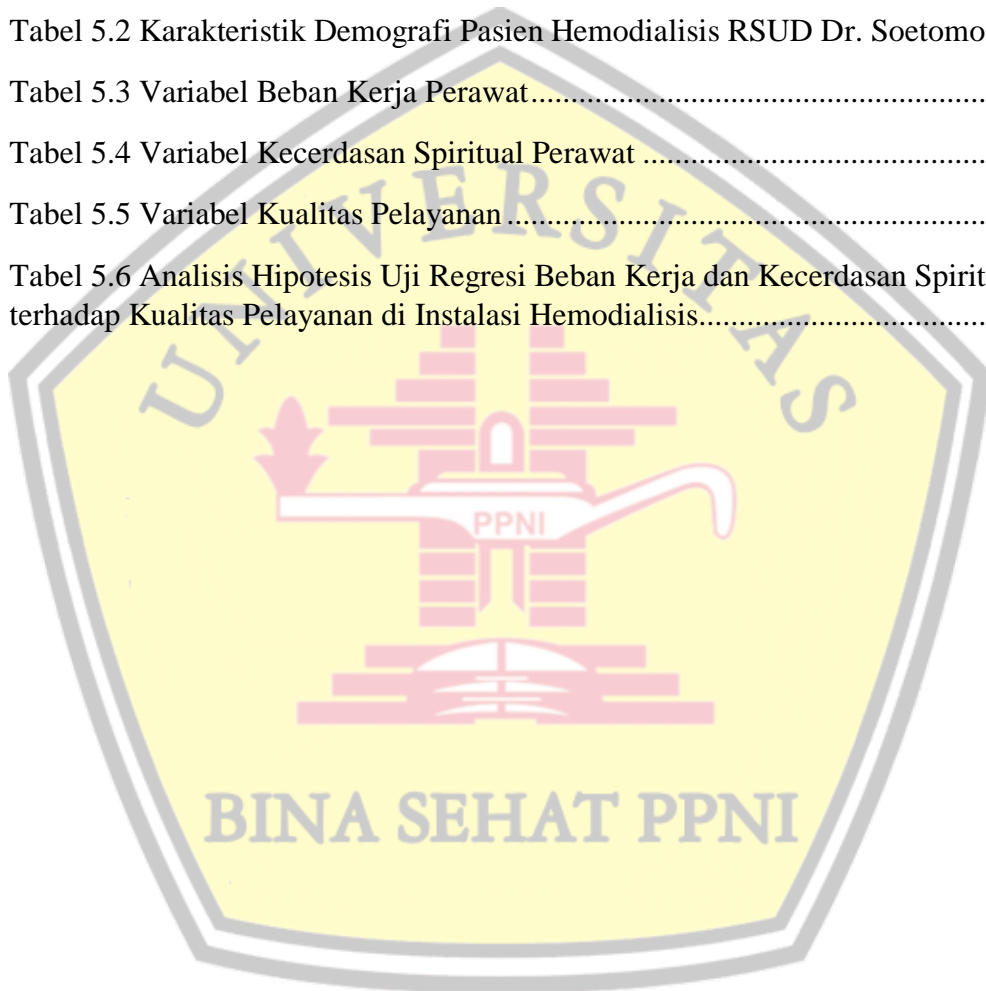 Tabel 5.2 Karakteristik Demografi Pasien Hemodialisis RSUD Dr. Soetomo
Tabel 5.3 Variabel Beban Kerja Perawat..........................................................
Tabel 5.4 Variabel Kecerdasan Spiritual Perawat ...........................................
Tabel 5.5 Variabel Kualitas Pelayanan ............................................................
Tabel 5.6 Analisis Hipotesis Uji Regresi Beban Kerja dan Kecerdasan Spirit
terhadap Kualitas Pelayanan di Instalasi Hemodialisis....................................
UNIVERSITAS
PPNI
BINA SEHAT PPNI